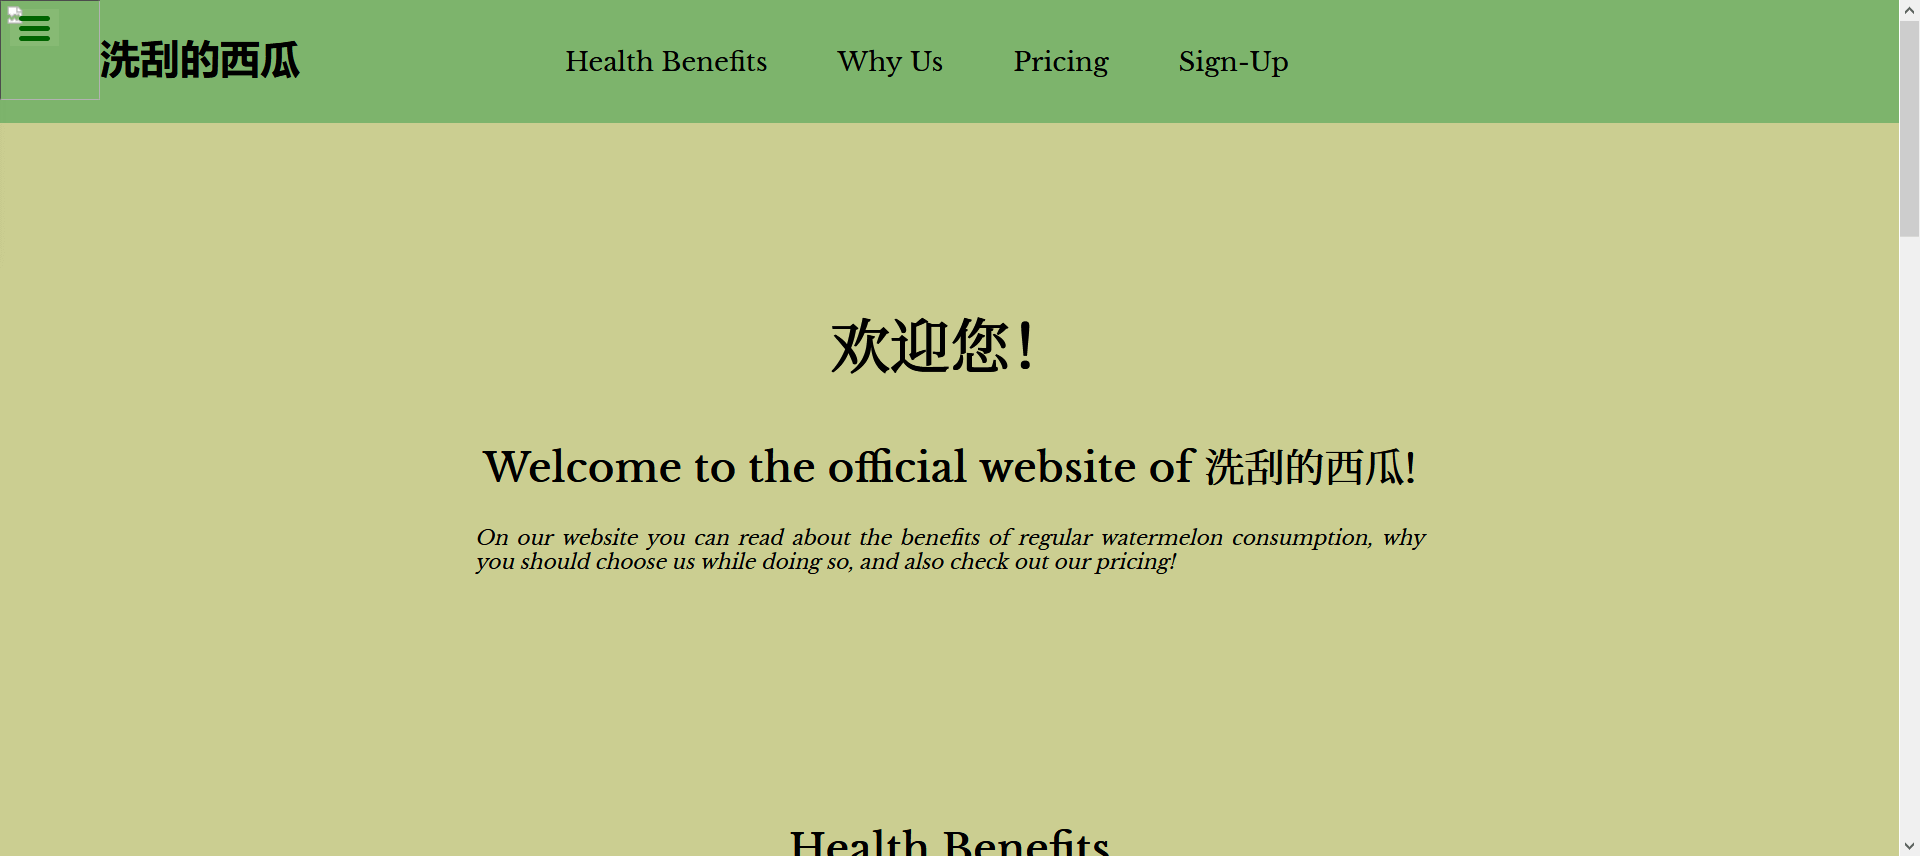 洗刮的西瓜
Health Benefits
Why Us
Pricing
Sign-Up
欢迎您！
Welcome to the official website of 洗刮的西瓜!
On our website you can read about the benefits of regular watermelon consumption, why
you should choose us while doing so, and also check out our pricing!
Health Benefits